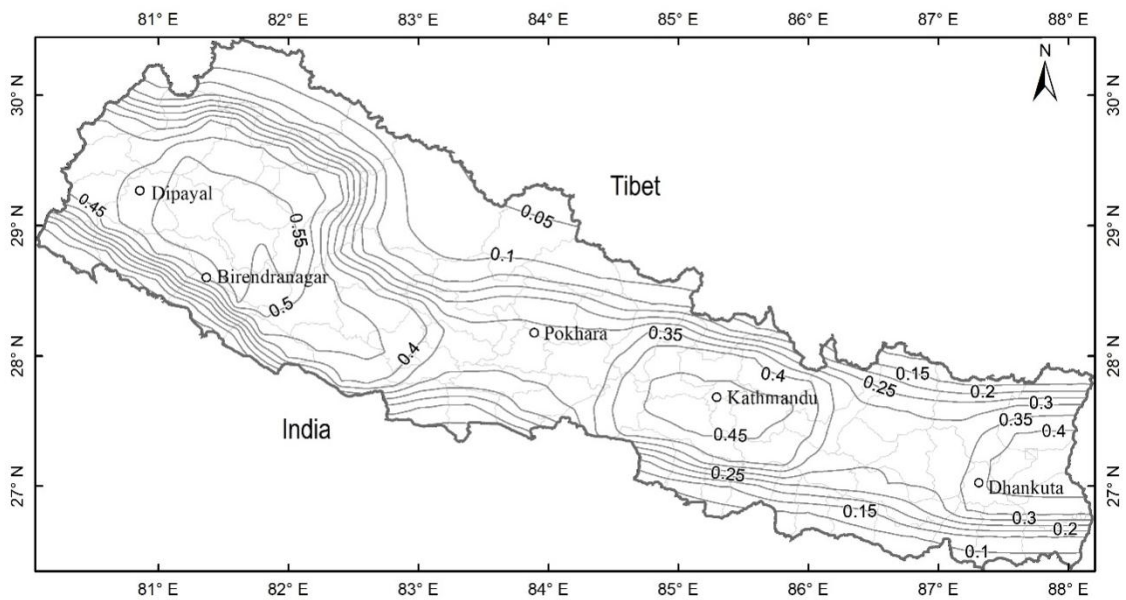 81° E 82° E 83° E 84° E 85° E 86° E 87° E 88° E
N
30° N
30° N
Tibet
Dipayal
0.45
0.05
29° N
0.55
29° N
0.1
Birendranagar
0.5
Pokhara
0.35
0.4
28° N
28° N
0.4
0.15
0.25
0.2
Kathmandu
0.3
0.35
India
0.45
0.4
0.25
27° N
Dhankuta
27° N
0.15
0.3
0.2
0.1
81° E 82° E 83° E 84° E 85° E 86° E 87° E 88° E